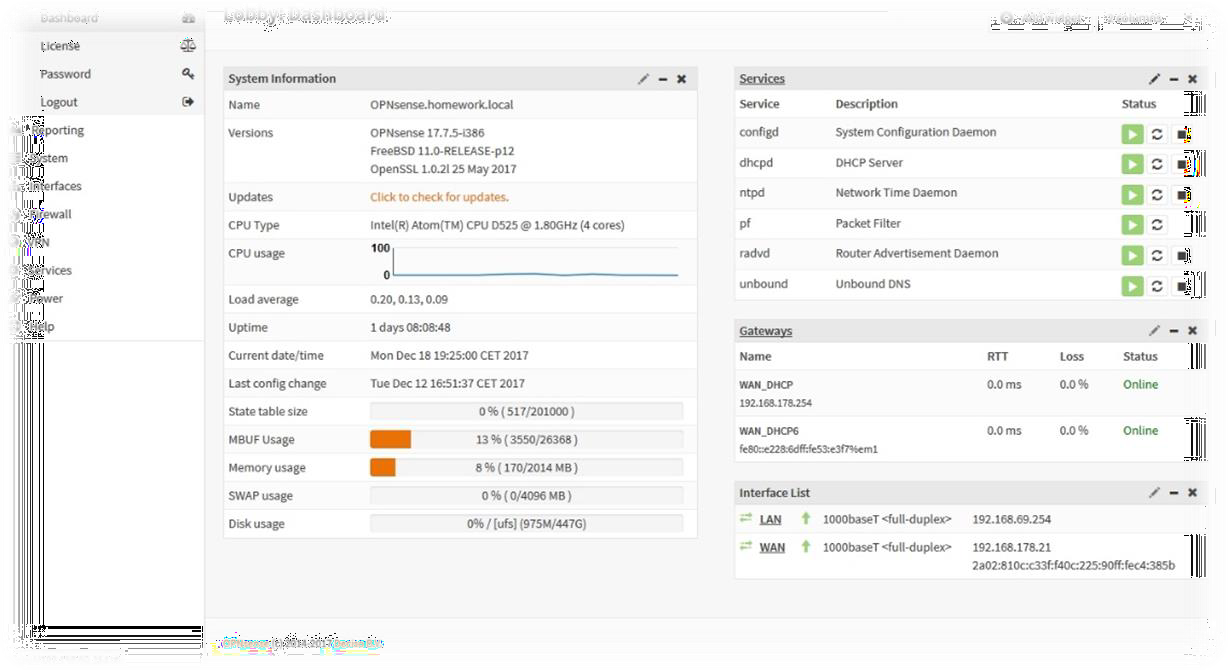 Dashboard
Lobby: Dashboard
License
Password
Logout
Reporting
System
Interfaces
Firewall
VPN
Services
Power
Help
System Information
Name OPNsense.homework.local
Versions OPNsense 17.7.5-i386
FreeBSD 11.0-RELEASE-p12
OpenSSL 1.0.2l 25 May 2017
Updates Click to check for updates.
CPU Type Intel(R) Atom(TM) CPU D525 @ 1.80GHz (4 cores)
CPU usage 100
0
Load average 0.20, 0.13, 0.09
Uptime 1 days 08:08:48
Current date/time Mon Dec 18 19:25:00 CET 2017
Last config change Tue Dec 12 16:51:37 CET 2017
State table size 0 % ( 517/201000 )
MBUF Usage 13 % ( 3550/26368 )
Memory usage 8 % ( 170/2014 MB )
SWAP usage 0 % ( 0/4096 MB )
Disk usage 0% / [ufs] (975M/447G)
Services
Service Description Status
configd System Configuration Daemon
dhcpd DHCP Server
ntpd Network Time Daemon
pf Packet Filter
radvd Router Advertisement Daemon
unbound Unbound DNS
Gateways
Name RTT Loss Status
WAN_DHCP 0.0 ms 0.0 % Online
192.168.178.254
WAN_DHCP6 0.0 ms 0.0 % Online
fe80::e228:6dff:fe53:e3f7%em1
Interface List
LAN 1000baseT <full-duplex> 192.168.69.254
WAN 1000baseT <full-duplex> 192.168.178.21
2a02:810c:c33f:f40c:225:90ff:fec4:385b